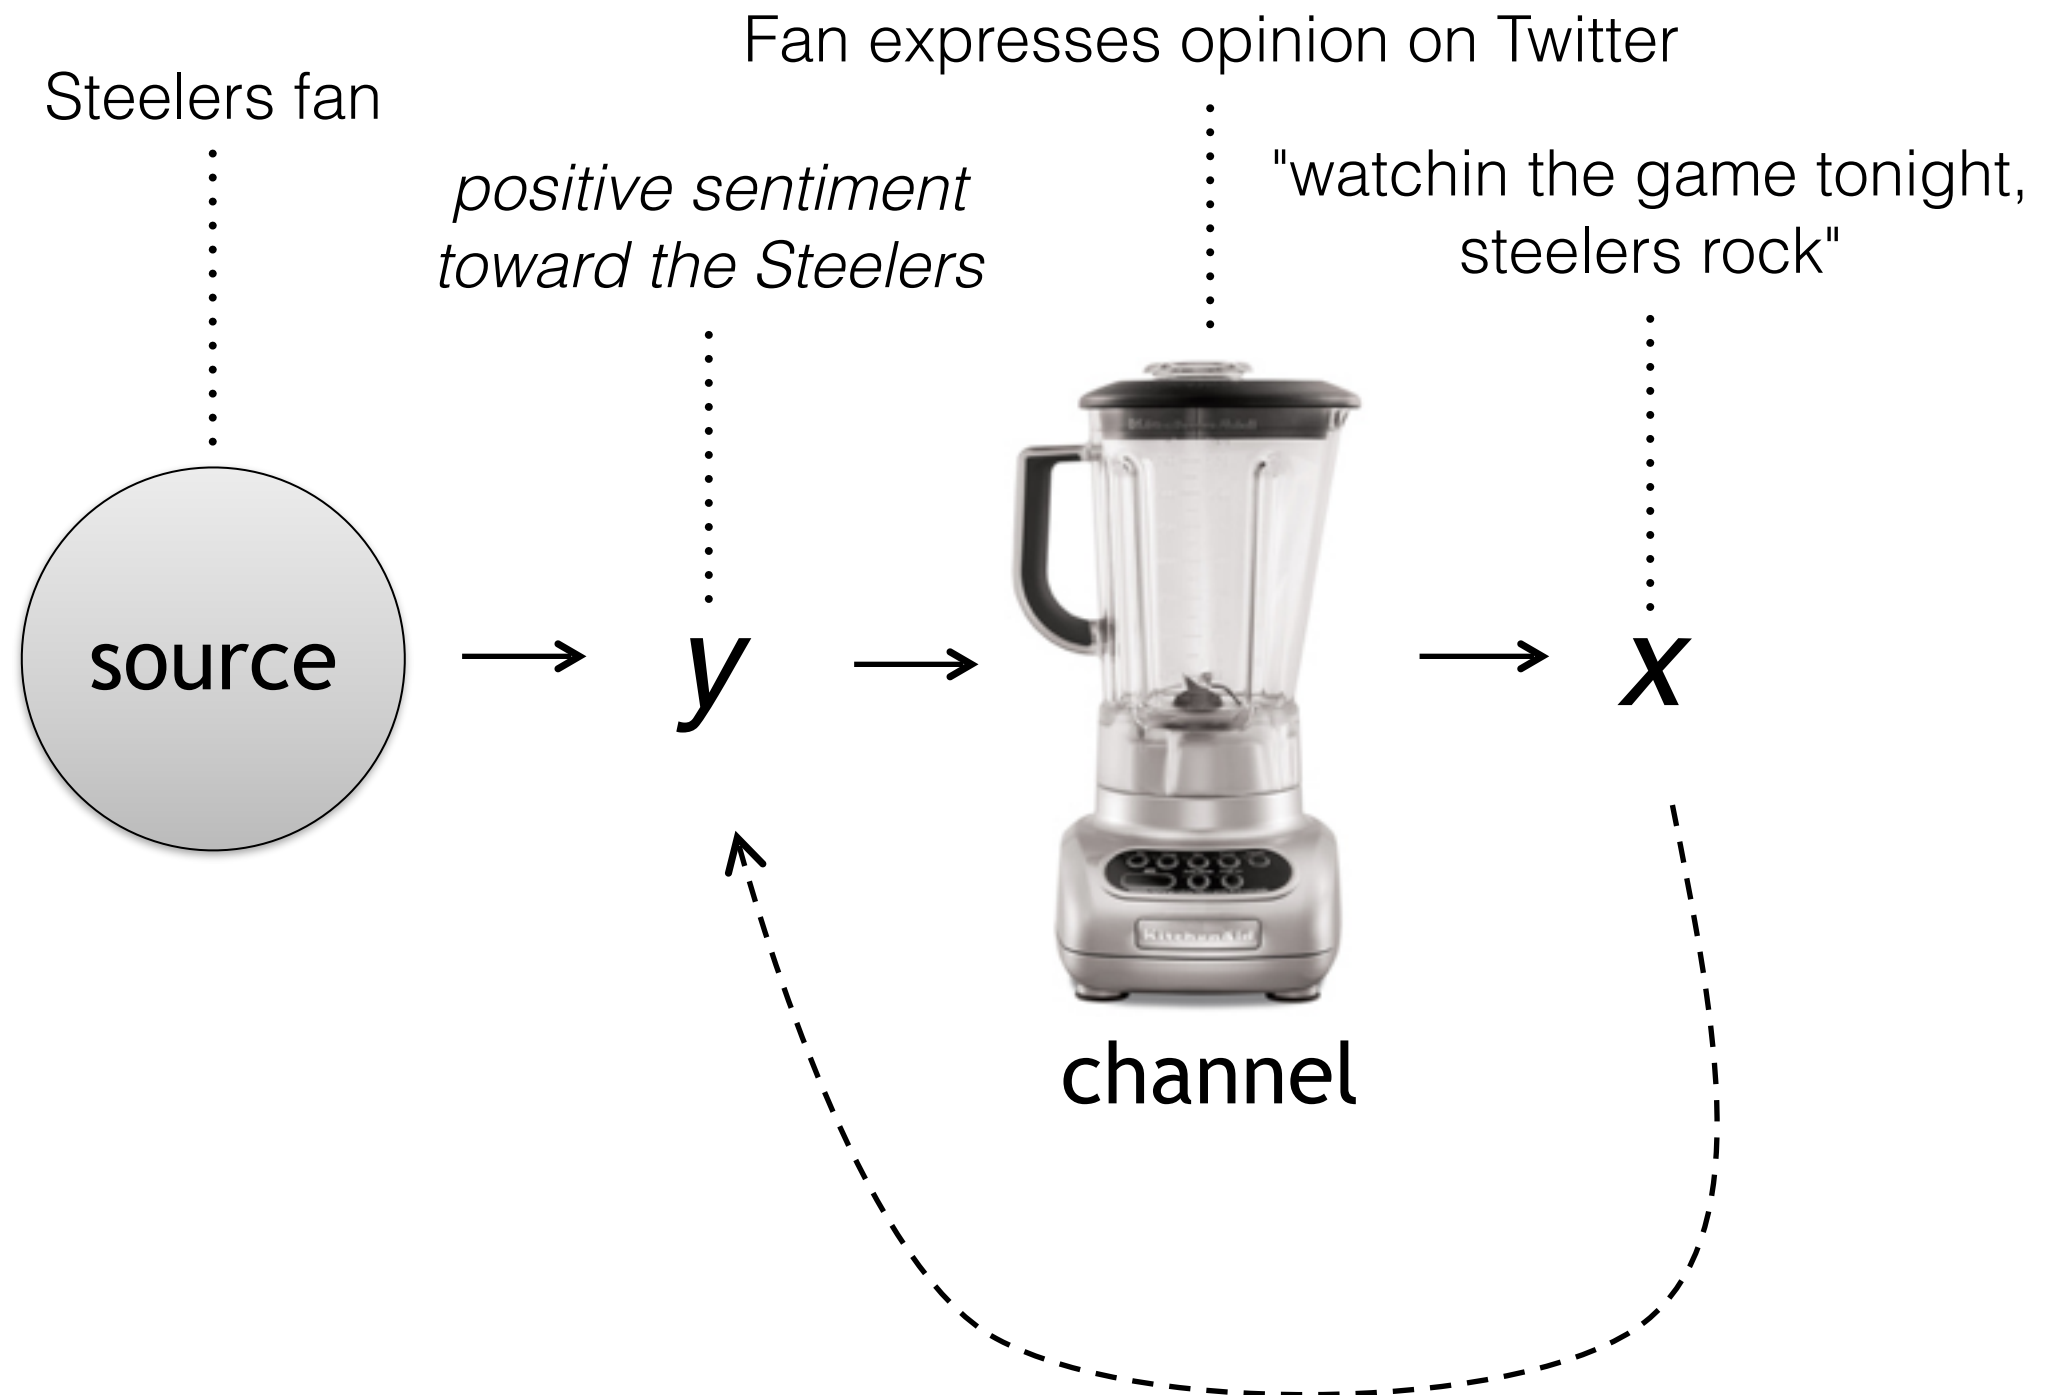 Fan expresses opinion on Twitter
Steelers fan
positive sentiment
toward the Steelers
"watchin the game tonight,
steelers rock"
source
y
x
KitchenAid
channel